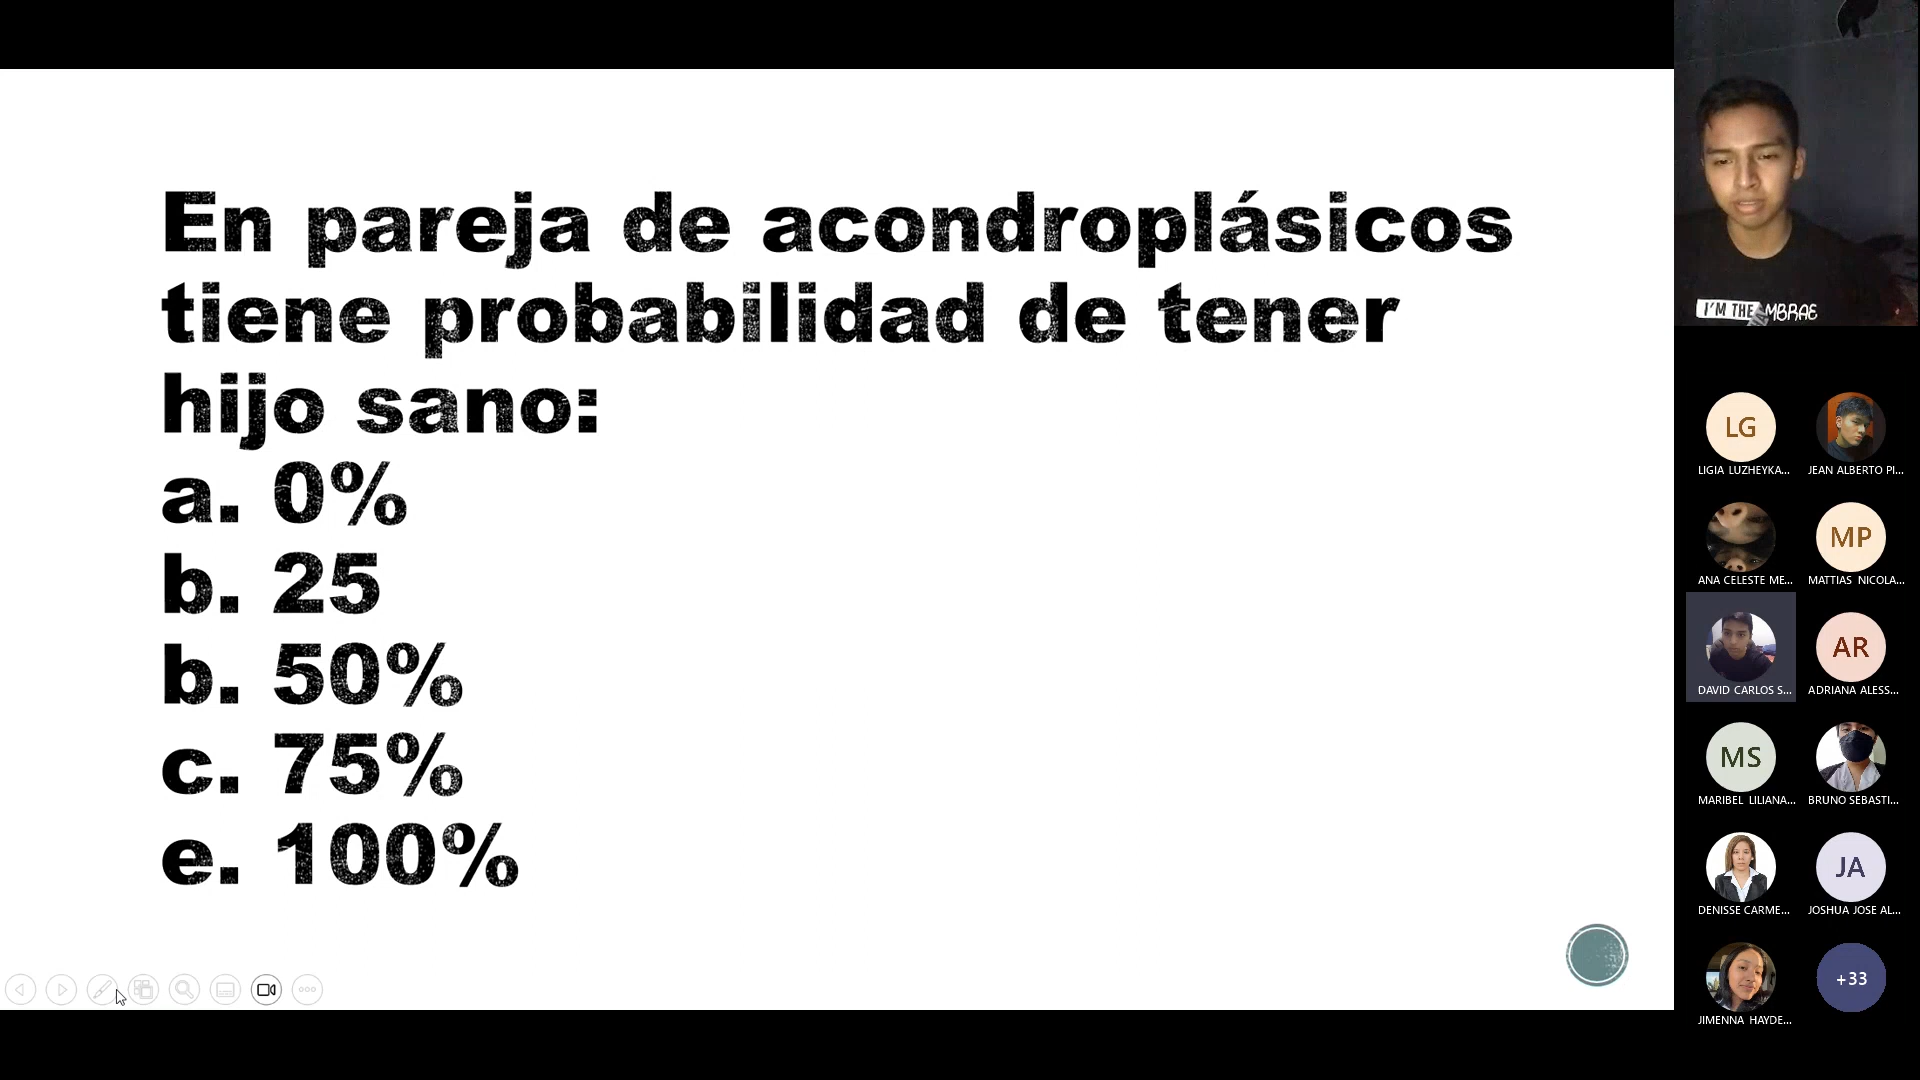 En pareja de acondroplásicos
tiene probabilidad de tener
hijo sano:
a. 0%
b. 25
b. 50%
c. 75%
e. 100%
I'M THE
MBRAE
LG
LIGIA LUZHEYKA...
JEAN ALBERTO PI...
ANA CELESTE ME...
MP
MATTIAS NICOLA...
DAVID CARLOS S...
AR
ADRIANA ALESS...
MS
MARIBEL LILIANA...
BRUNO SEBASTI...
DENISSE CARME...
JA
JOSHUA JOSE AL...
JIMENNA HAYDE...
+33